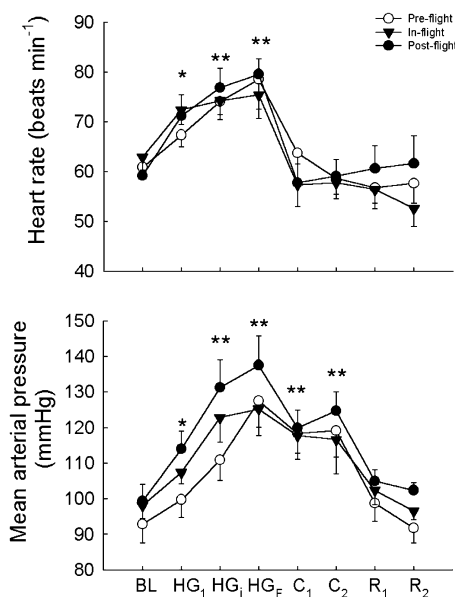 Pre-flight
In-flight
Post-flight
90
80
70
60
50
40
Heart rate (beats min⁻¹)
* ** **
150
140
130
120
110
100
90
80
Mean arterial pressure
(mmHg)
* ** ** ** **
BL HG₁ HGᵢ HG_F C₁ C₂ R₁ R₂